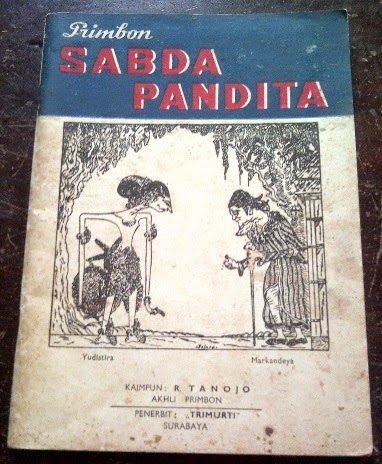 Primbon
SABDA
PANDITA
Yudistira
Markandeya
KAIMPUN: R. TANOJO
AKHLI PRIMBON
PENERBIT: „TRIMURTI"
SURABAYA